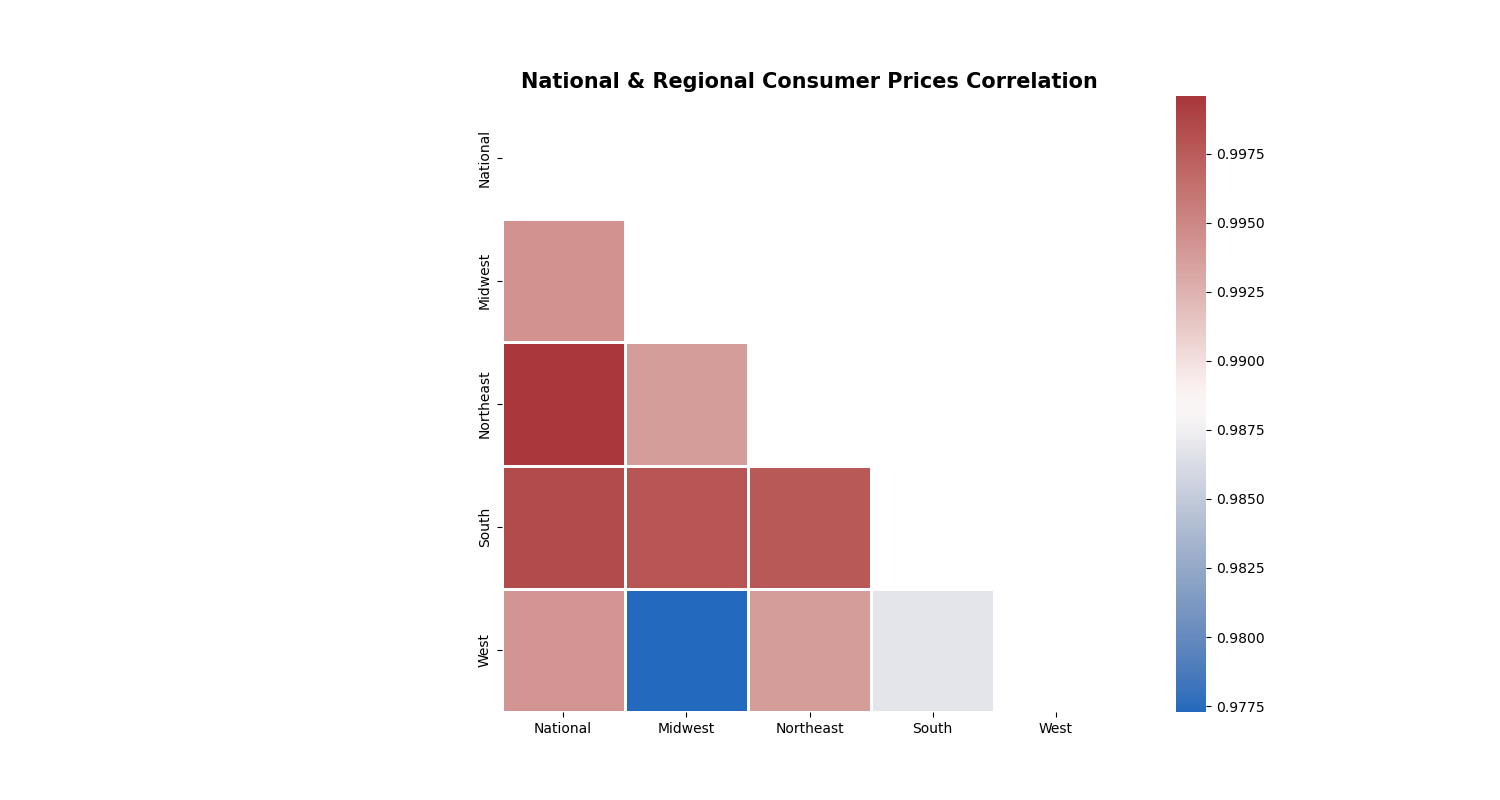 National & Regional Consumer Prices Correlation
National
Midwest
Northeast
South
West
National
Midwest
Northeast
South
West
0.9975
0.9950
0.9925
0.9900
0.9875
0.9850
0.9825
0.9800
0.9775